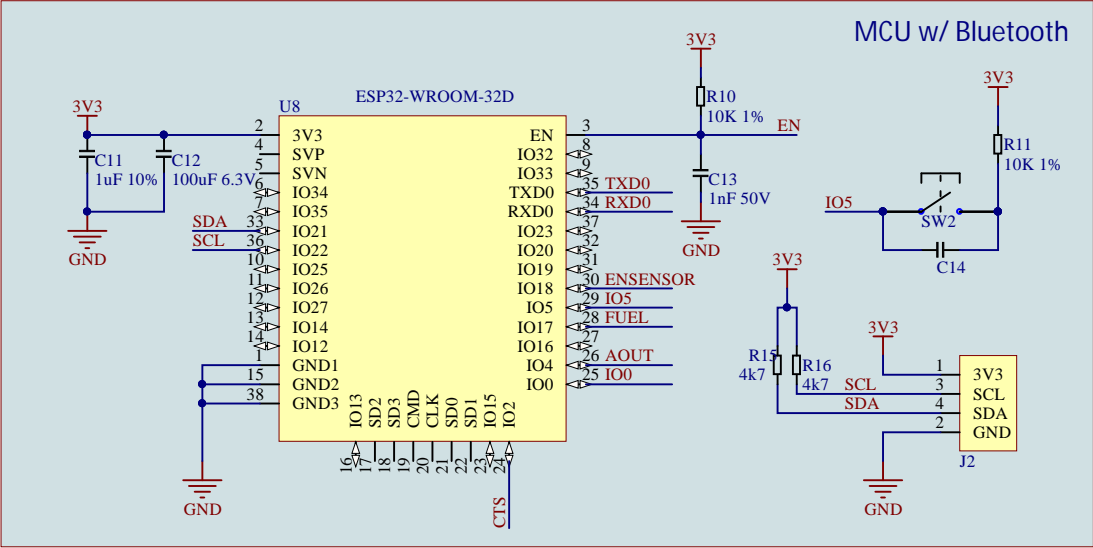 MCU w/ Bluetooth
3V3
R10
10K 1%
EN
C13
1nF 50V
GND
3V3
R11
10K 1%
IO5
SW2
C14
3V3
C11
1uF 10%
C12
100uF 6.3V
GND
U8
ESP32-WROOM-32D
2 3V3
4 SVP
5 SVN
6 IO34
7 IO35
SDA 33 IO21
SCL 36 IO22
10 IO25
11 IO26
12 IO27
13 IO14
14 IO12
1 GND1
15 GND2
38 GND3
GND
EN 3
IO32 8
IO33 9
TXD0 35 TXD0
RXD0 34 RXD0
IO23 37
IO20 32
IO19 31
IO18 30 ENSENSOR
IO5 29 IO5
IO17 28 FUEL
IO16 27
IO4 26 AOUT
IO0 25 IO0
IO13 16
SD2 17
SD3 18
CMD 19
CLK 20
SD0 21
SD1 22
IO15 23
IO2 24
CTS
3V3
R15
4k7
R16
4k7
3V3
1 3V3
SCL 3 SCL
SDA 4 SDA
2 GND
J2
GND